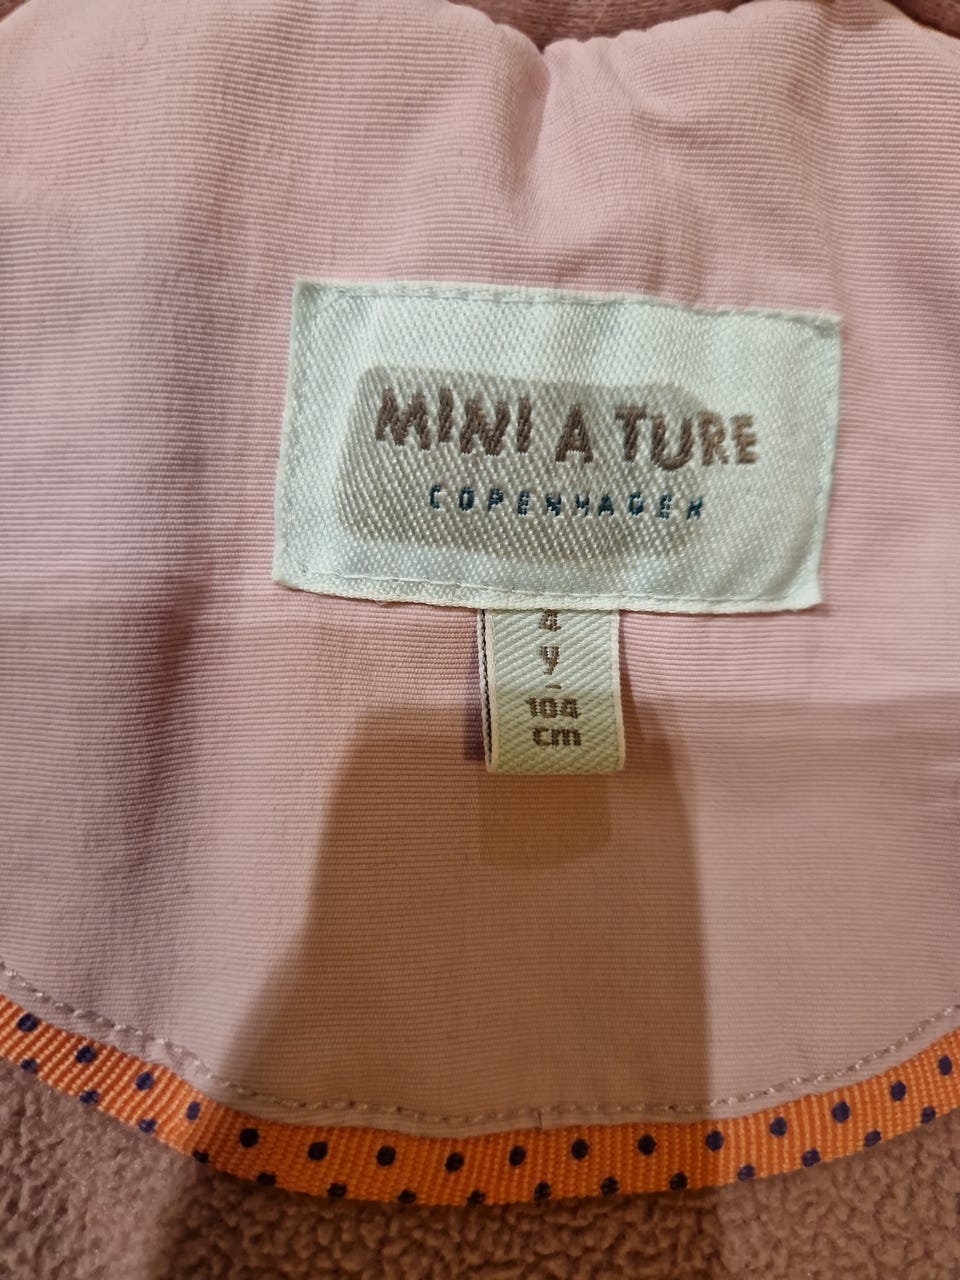 MINI A TURE
COPENHAGEN
4
y
-
104
cm